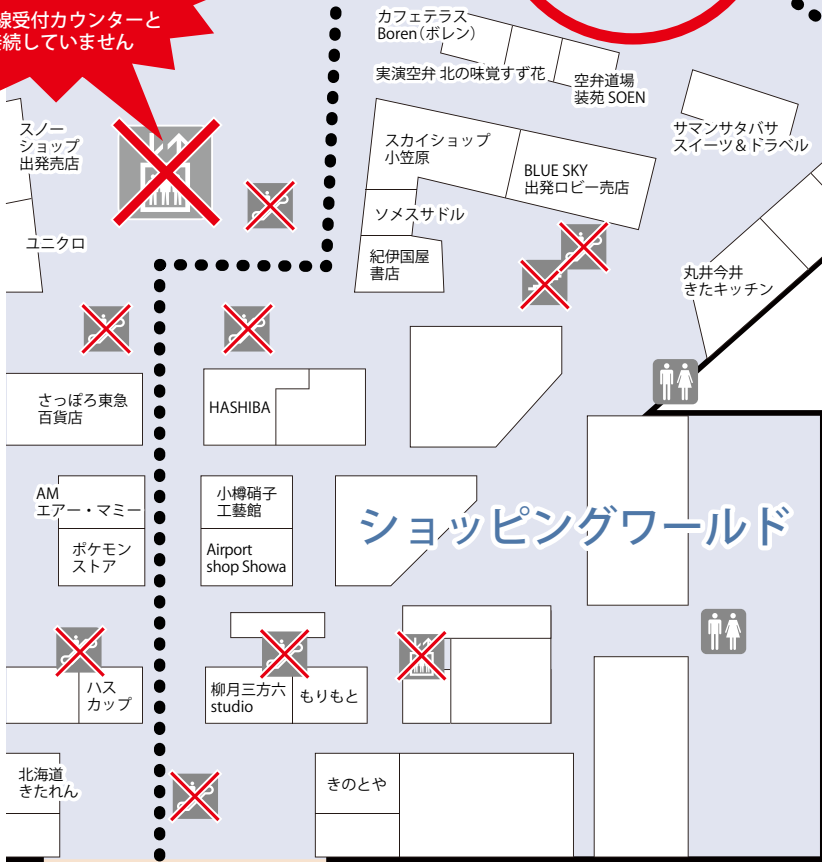 線受付カウンターと
接続していません
カフェテラス
Boren(ボレン)
実演空弁 北の味覚すず花
空弁道場
装苑 SOEN
サマンサタバサ
スイーツ&ドラベル
スノー
ショップ
出発売店
スカイショップ
小笠原
BLUE SKY
出発ロビー売店
ソメスサドル
ユニクロ
紀伊国屋
書店
丸井今井
きたキッチン
さっぽろ東急
百貨店
HASHIBA
AM
エアー・マミー
小樽硝子
工藝館
ショッピングワールド
ポケモン
ストア
Airport
shop Showa
ハス
カップ
柳月三方六
studio
もりもと
北海道
きたれん
きのとや